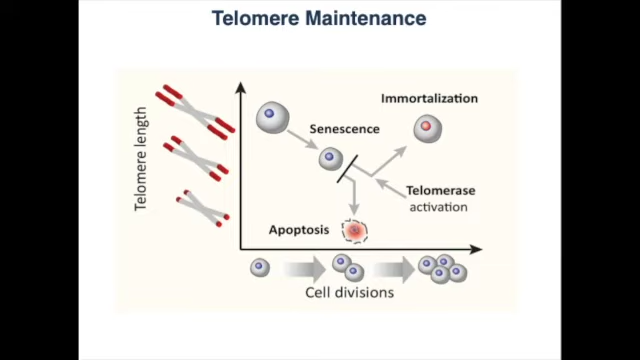 Telomere Maintenance
Telomere length
Immortalization
Senescence
Telomerase
activation
Apoptosis
Cell divisions